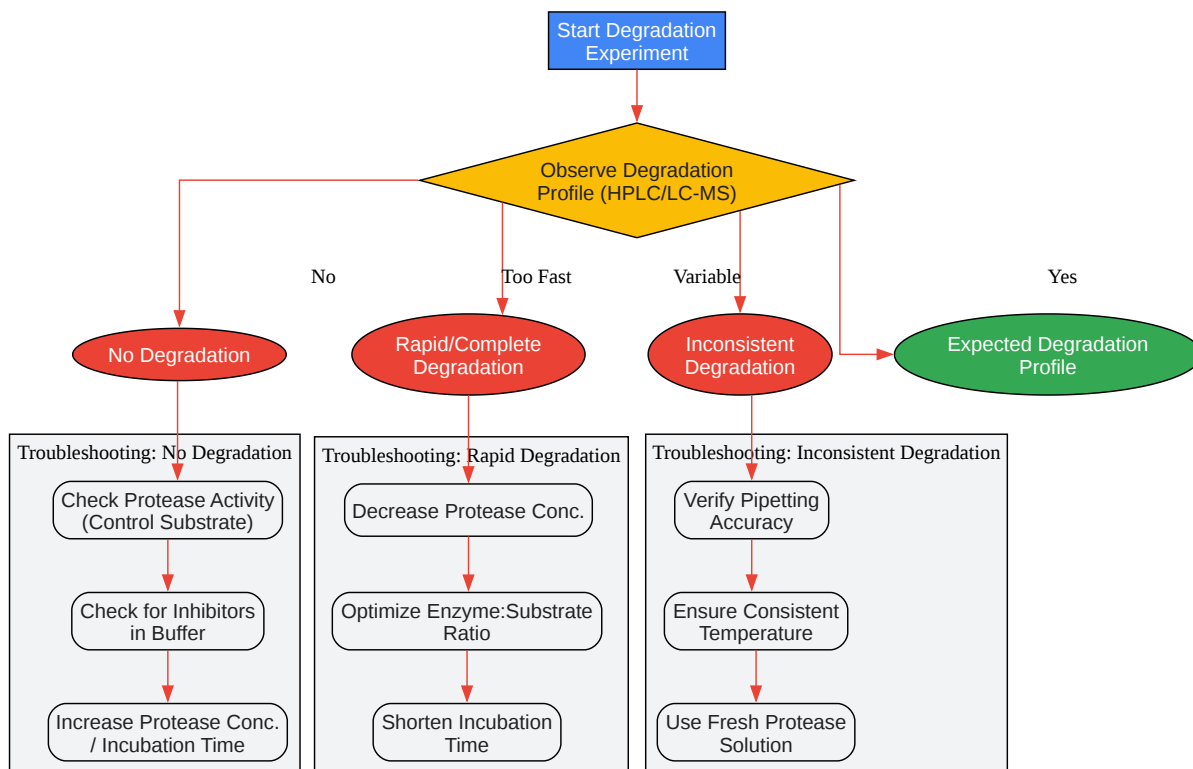 Start Degradation
Experiment
Observe Degradation
Profile (HPLC/LC-MS)
No
Too Fast
Variable
Yes
No Degradation
Rapid/Complete
Degradation
Inconsistent
Degradation
Expected Degradation
Profile
Troubleshooting: No Degradation
Check Protease Activity
(Control Substrate)
Check for Inhibitors
in Buffer
Increase Protease Conc.
/ Incubation Time
Troubleshooting: Rapid Degradation
Decrease Protease Conc.
Optimize Enzyme:Substrate
Ratio
Shorten Incubation
Time
Troubleshooting: Inconsistent Degradation
Verify Pipetting
Accuracy
Ensure Consistent
Temperature
Use Fresh Protease
Solution